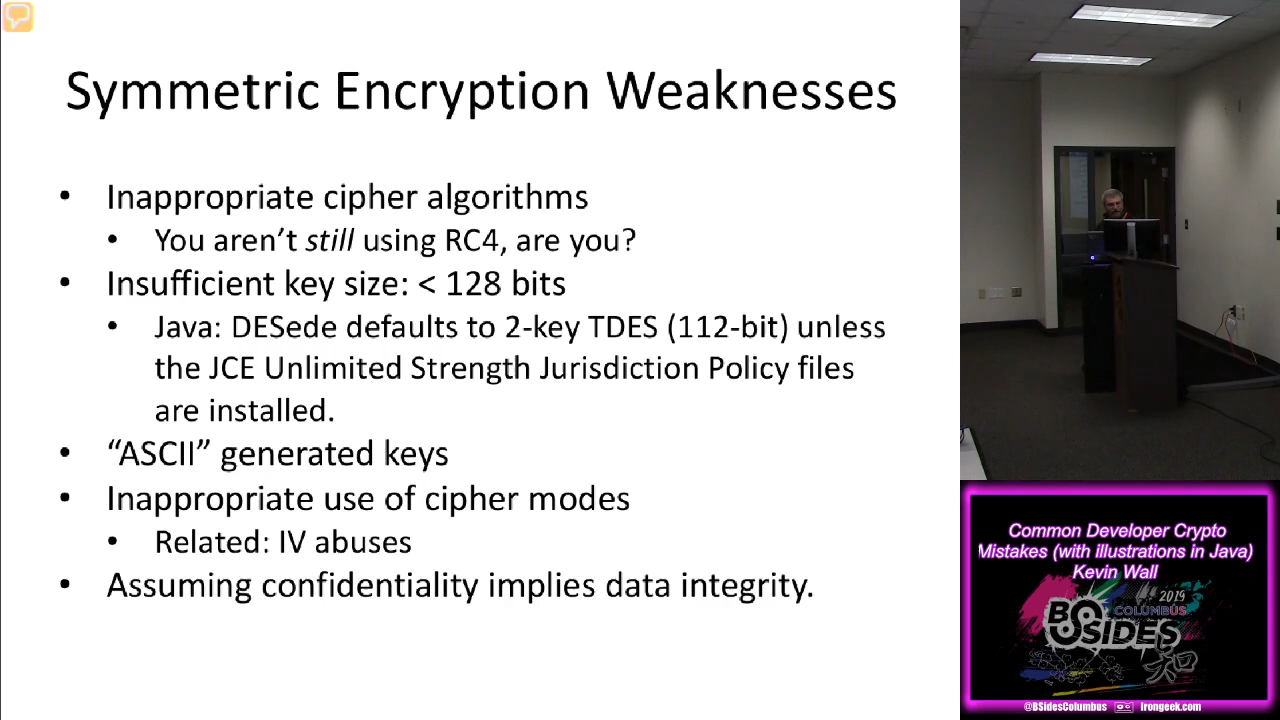 Symmetric Encryption Weaknesses
• Inappropriate cipher algorithms
• You aren’t still using RC4, are you?
• Insufficient key size: < 128 bits
• Java: DESede defaults to 2-key TDES (112-bit) unless
the JCE Unlimited Strength Jurisdiction Policy files
are installed.
• “ASCII” generated keys
• Inappropriate use of cipher modes
• Related: IV abuses
• Assuming confidentiality implies data integrity.
Common Developer Crypto
Mistakes (with illustrations in Java)
Kevin Wall
2019
COLUMBUS
BSIDES
@BSidesColumbus irongeek.com